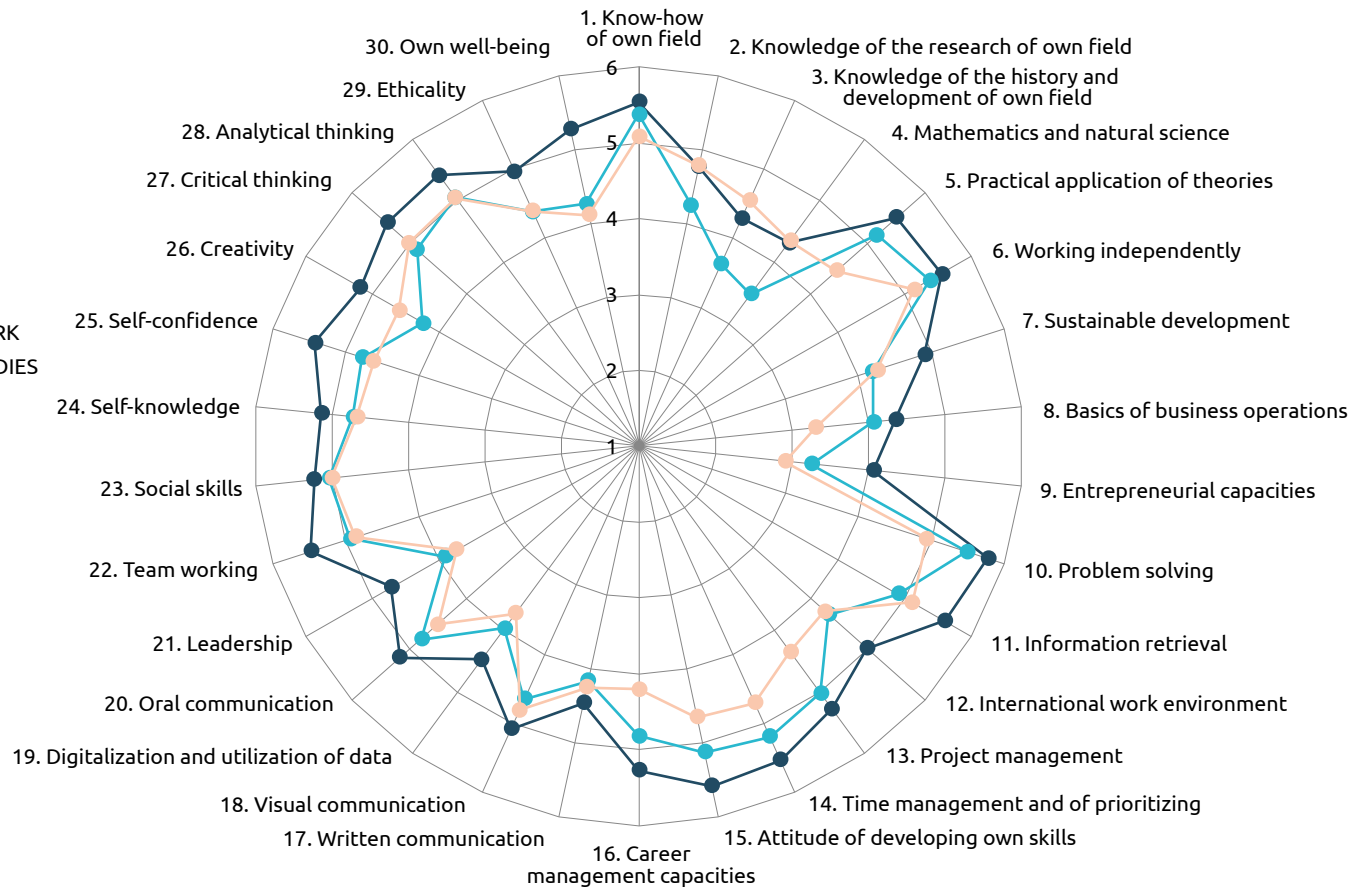 1. Know-how
of own field
2. Knowledge of the research of own field
3. Knowledge of the history and
development of own field
4. Mathematics and natural science
5. Practical application of theories
6. Working independently
7. Sustainable development
8. Basics of business operations
9. Entrepreneurial capacities
10. Problem solving
11. Information retrieval
12. International work environment
13. Project management
14. Time management and of prioritizing
15. Attitude of developing own skills
16. Career
management capacities
17. Written communication
18. Visual communication
19. Digitalization and utilization of data
20. Oral communication
21. Leadership
22. Team working
23. Social skills
24. Self-knowledge
25. Self-confidence
26. Creativity
27. Critical thinking
28. Analytical thinking
29. Ethicality
30. Own well-being
6
5
4
3
2
1
RK
DIES